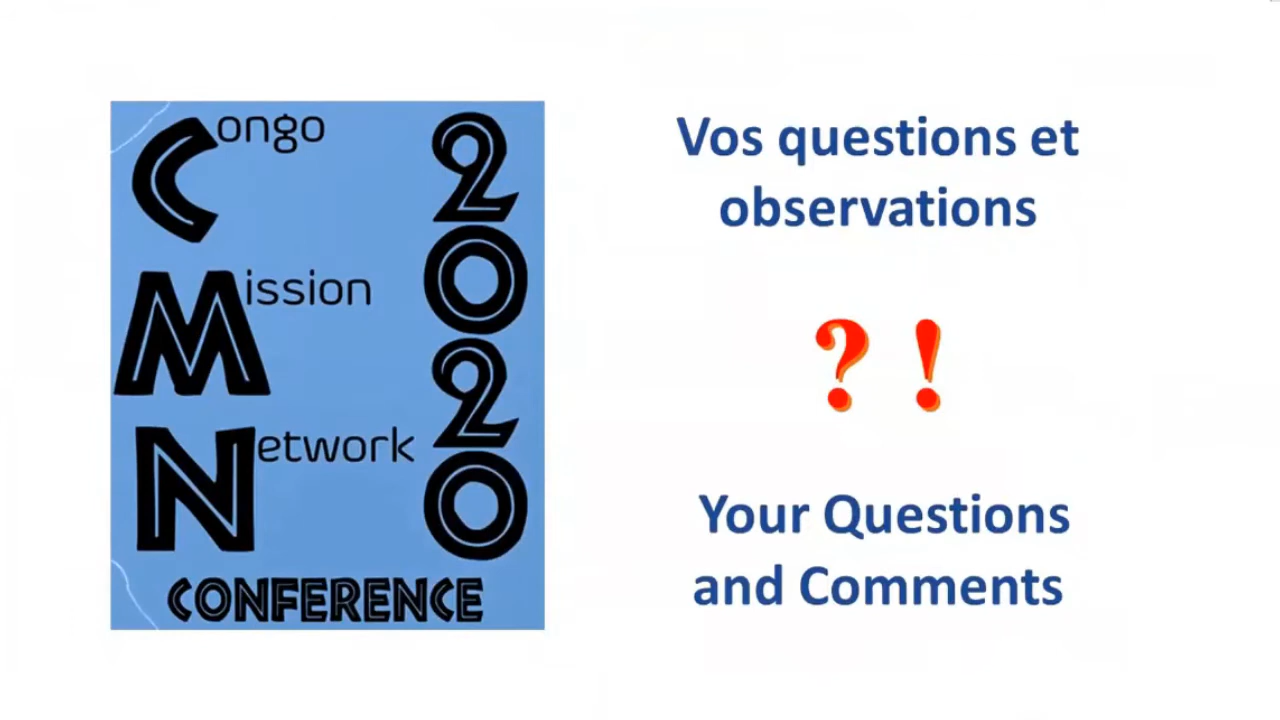 Congo
Mission
Network
2020
CONFERENCE
Vos questions et
observations
? !
Your Questions
and Comments